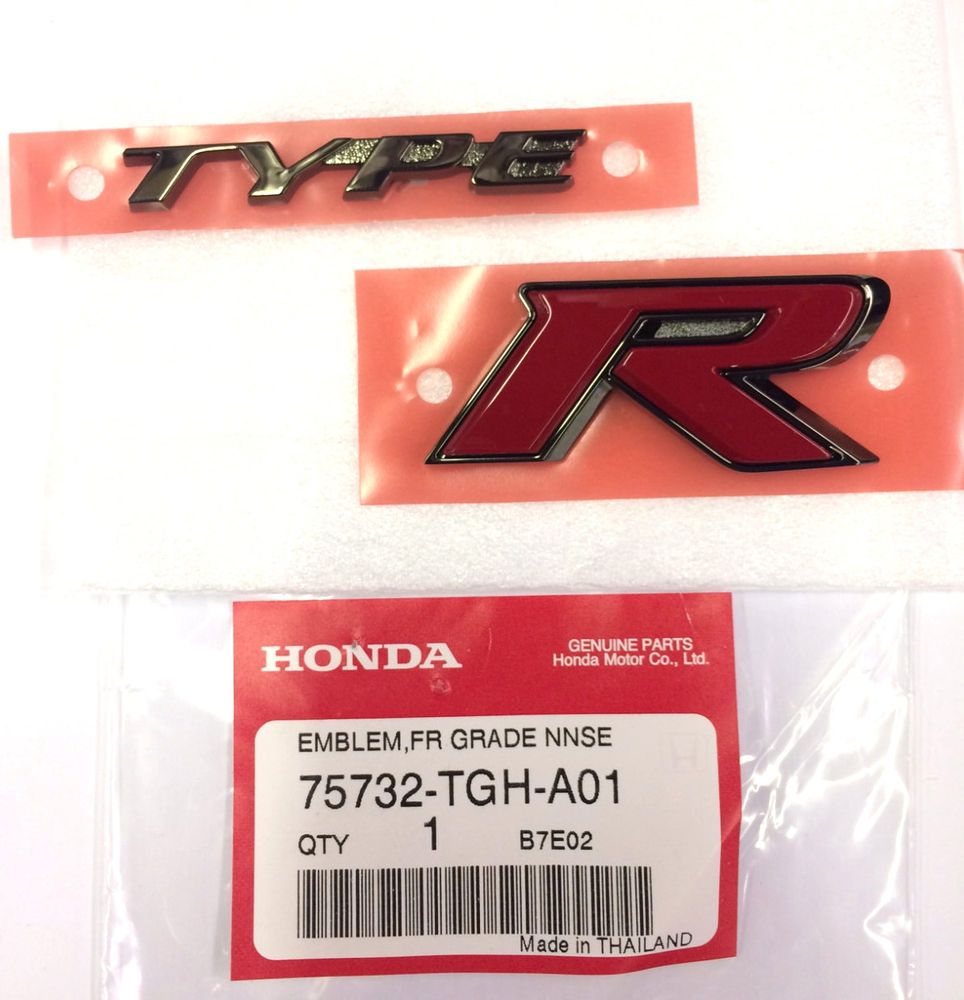 TYPE
R
HONDA
GENUINE PARTS
Honda Motor Co., Ltd.
EMBLEM,FR GRADE NNSE
75732-TGH-A01
QTY 1 B7E02
Made in THAILAND